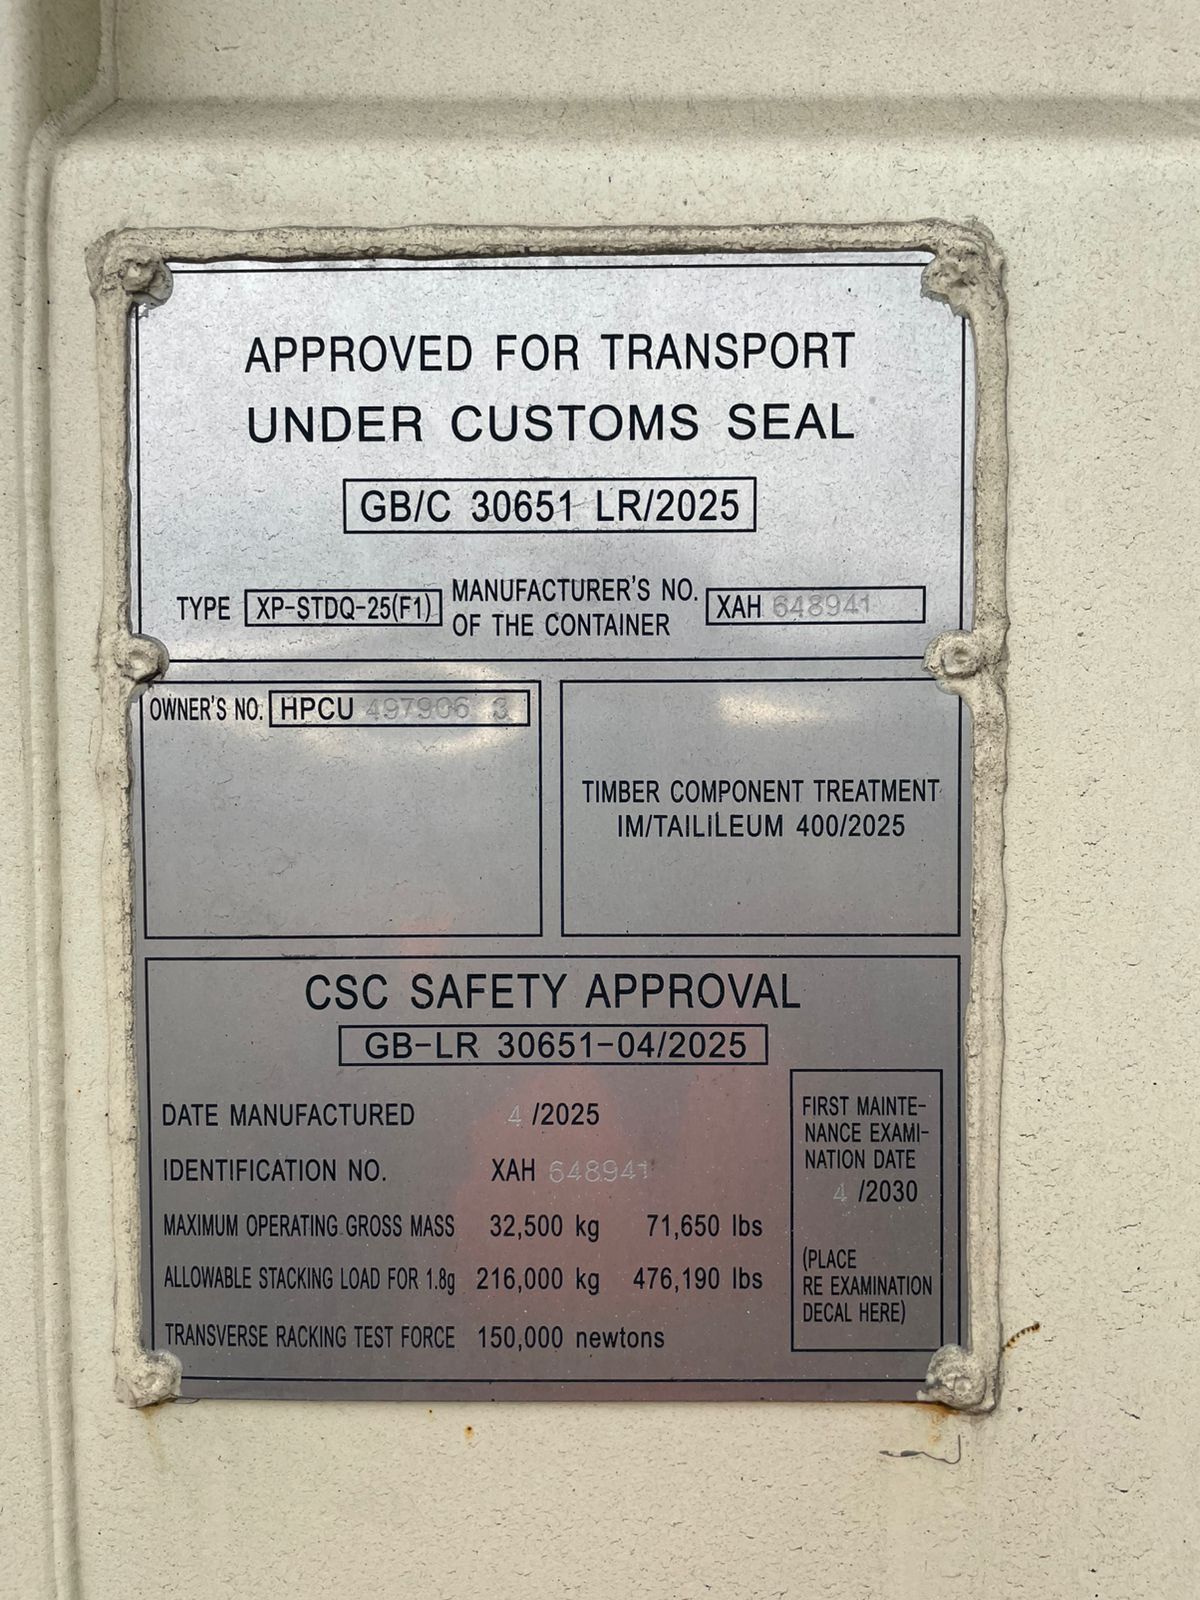 APPROVED FOR TRANSPORT
UNDER CUSTOMS SEAL
GB/C 30651 LR/2025
TYPE XP-STDQ-25(F1) MANUFACTURER'S NO. OF THE CONTAINER XAH 648941
OWNER'S NO. HPCU 497906 3
TIMBER COMPONENT TREATMENT
IM/TAILILEUM 400/2025
CSC SAFETY APPROVAL
GB-LR 30651-04/2025
DATE MANUFACTURED 4 /2025
IDENTIFICATION NO. XAH 648941
MAXIMUM OPERATING GROSS MASS 32,500 kg 71,650 lbs
ALLOWABLE STACKING LOAD FOR 1.8g 216,000 kg 476,190 lbs
TRANSVERSE RACKING TEST FORCE 150,000 newtons
FIRST MAINTE-
NANCE EXAMI-
NATION DATE
4 /2030
(PLACE
RE EXAMINATION
DECAL HERE)